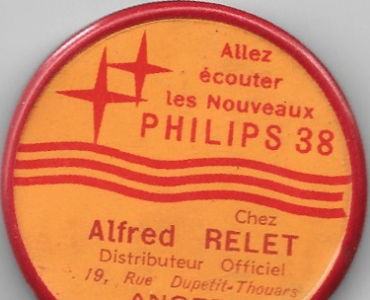 Allez
écouter
les Nouveaux
PHILIPS 38
Chez
Alfred RELET
Distributeur Officiel
19, Rue Dupetit-Thouars